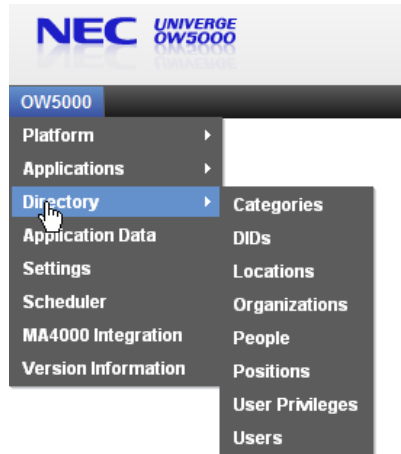 NEC UNIVERGE
OW5000
OW5000
Platform
Applications
Directory
Application Data
Settings
Scheduler
MA4000 Integration
Version Information
Categories
DIDs
Locations
Organizations
People
Positions
User Privileges
Users